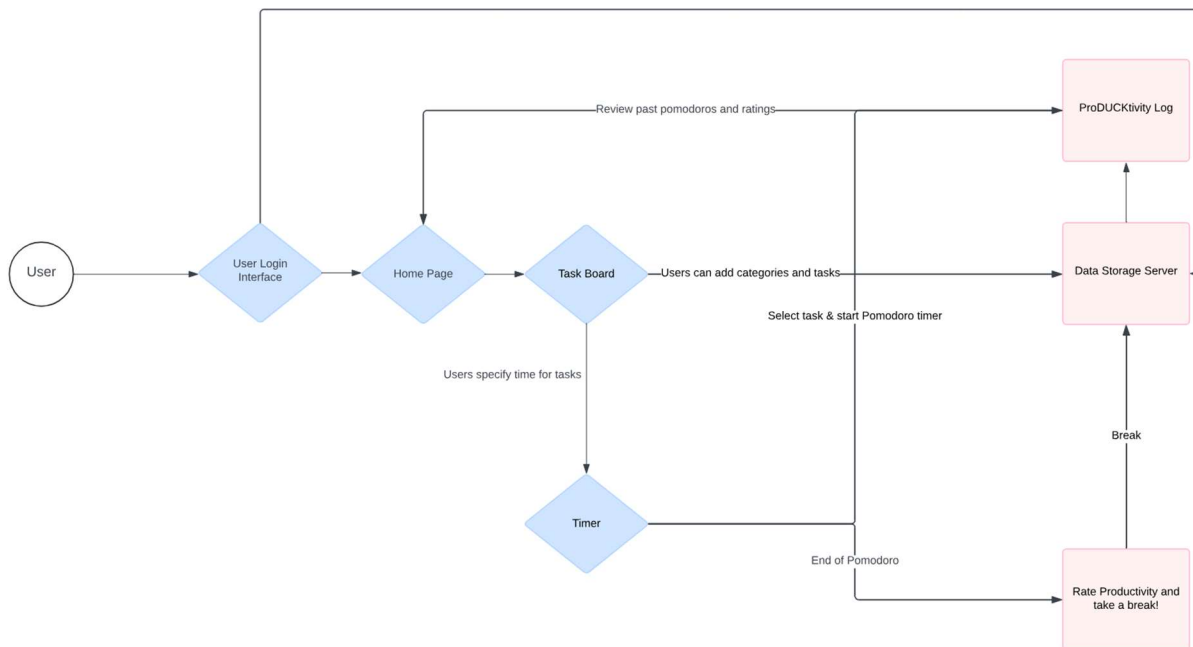 ProDUCKtivity Log
Review past pomodoros and ratings
User
User Login
Interface
Home Page
Task Board
Users can add categories and tasks
Data Storage Server
Select task & start Pomodoro timer
Users specify time for tasks
Break
Timer
End of Pomodoro
Rate Productivity and
take a break!